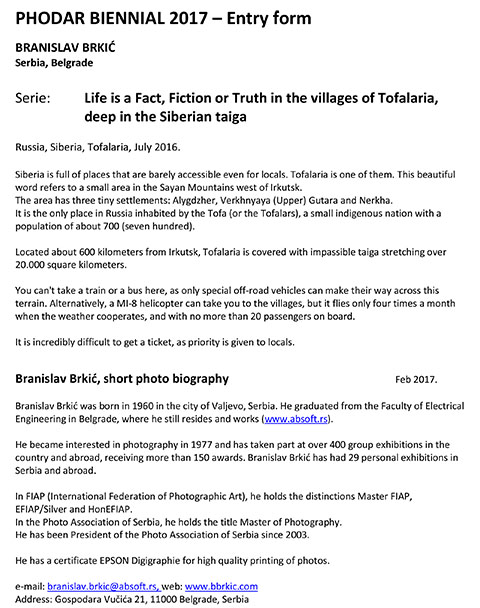 PHODAR BIENNIAL 2017 – Entry form
BRANISLAV BRKIĆ
Serbia, Belgrade
Serie: Life is a Fact, Fiction or Truth in the villages of Tofalaria,
deep in the Siberian taiga
Russia, Siberia, Tofalaria, July 2016.
Siberia is full of places that are barely accessible even for locals. Tofalaria is one of them. This beautiful
word refers to a small area in the Sayan Mountains west of Irkutsk.
The area has three tiny settlements: Alygdzher, Verkhnyaya (Upper) Gutara and Nerkha.
It is the only place in Russia inhabited by the Tofa (or the Tofalars), a small indigenous nation with a
population of about 700 (seven hundred).
Located about 600 kilometers from Irkutsk, Tofalaria is covered with impassible taiga stretching over
20.000 square kilometers.
You can't take a train or a bus here, as only special off-road vehicles can make their way across this
terrain. Alternatively, a MI-8 helicopter can take you to the villages, but it flies only four times a month
when the weather cooperates, and with no more than 20 passengers on board.
It is incredibly difficult to get a ticket, as priority is given to locals.
Branislav Brkić, short photo biography Feb 2017.
Branislav Brkić was born in 1960 in the city of Valjevo, Serbia. He graduated from the Faculty of Electrical
Engineering in Belgrade, where he still resides and works (www.absoft.rs).
He became interested in photography in 1977 and has taken part at over 400 group exhibitions in the
country and abroad, receiving more than 150 awards. Branislav Brkić has had 29 personal exhibitions in
Serbia and abroad.
In FIAP (International Federation of Photographic Art), he holds the distinctions Master FIAP,
EFIAP/Silver and HonEFIAP.
In the Photo Association of Serbia, he holds the title Master of Photography.
He has been President of the Photo Association of Serbia since 2003.
He has a certificate EPSON Digigraphie for high quality printing of photos.
e-mail: branislav.brkic@absoft.rs, web: www.bbrkic.com
Address: Gospodara Vučića 21, 11000 Belgrade, Serbia